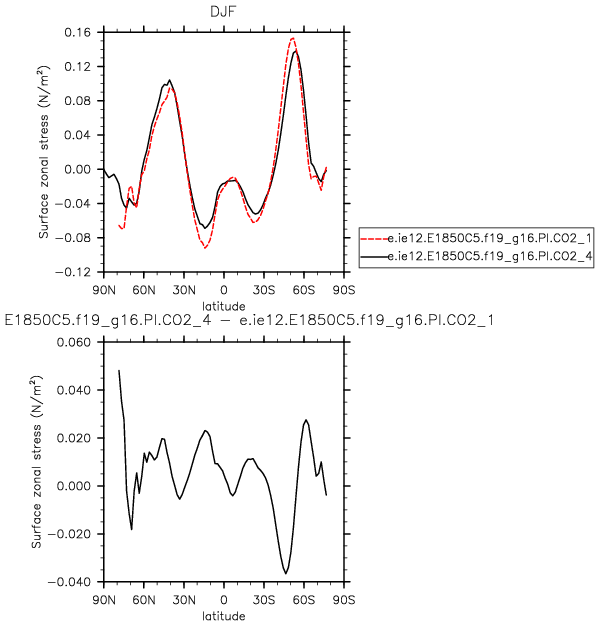 DJF
Surface zonal stress (N/m²)
0.16
0.12
0.08
0.04
0.00
−0.04
−0.08
−0.12
90N 60N 30N 0 30S 60S 90S
latitude
e.ie12.E1850C5.f19_g16.PI.CO2_1
e.ie12.E1850C5.f19_g16.PI.CO2_4
E1850C5.f19_g16.PI.CO2_4 − e.ie12.E1850C5.f19_g16.PI.CO2_1
Surface zonal stress (N/m²)
0.060
0.040
0.020
0.000
−0.020
−0.040
90N 60N 30N 0 30S 60S 90S
latitude